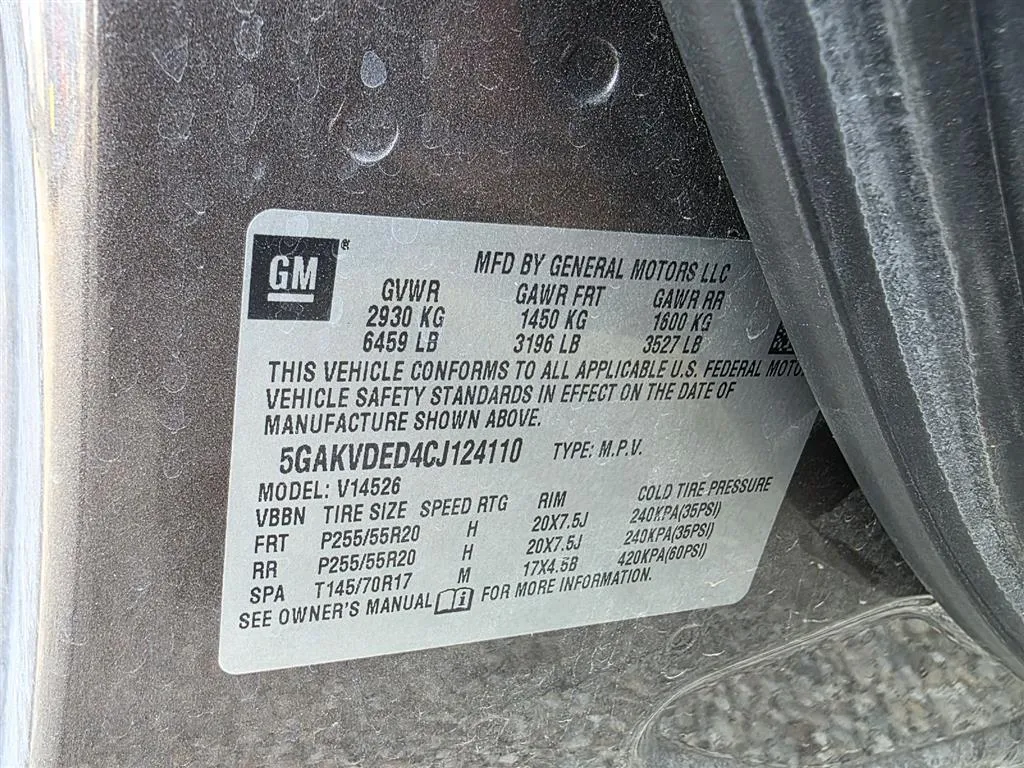 GM ®
MFD BY GENERAL MOTORS LLC
GVWR GAWR FRT GAWR RR
2930 KG 1450 KG 1600 KG
6459 LB 3196 LB 3527 LB
THIS VEHICLE CONFORMS TO ALL APPLICABLE U.S. FEDERAL
VEHICLE SAFETY STANDARDS IN EFFECT ON THE DATE OF
MANUFACTURE SHOWN ABOVE.
5GAKVDED4CJ124110 TYPE: M.P.V.
MODEL: V14526
VBBN TIRE SIZE SPEED RTG RIM COLD TIRE PRESSURE
FRT P255/55R20 H 20X7.5J 240KPA(35PSI)
RR P255/55R20 H 20X7.5J 240KPA(35PSI)
SPA T145/70R17 M 17X4.5B 420KPA(60PSI)
SEE OWNER'S MANUAL FOR MORE INFORMATION.